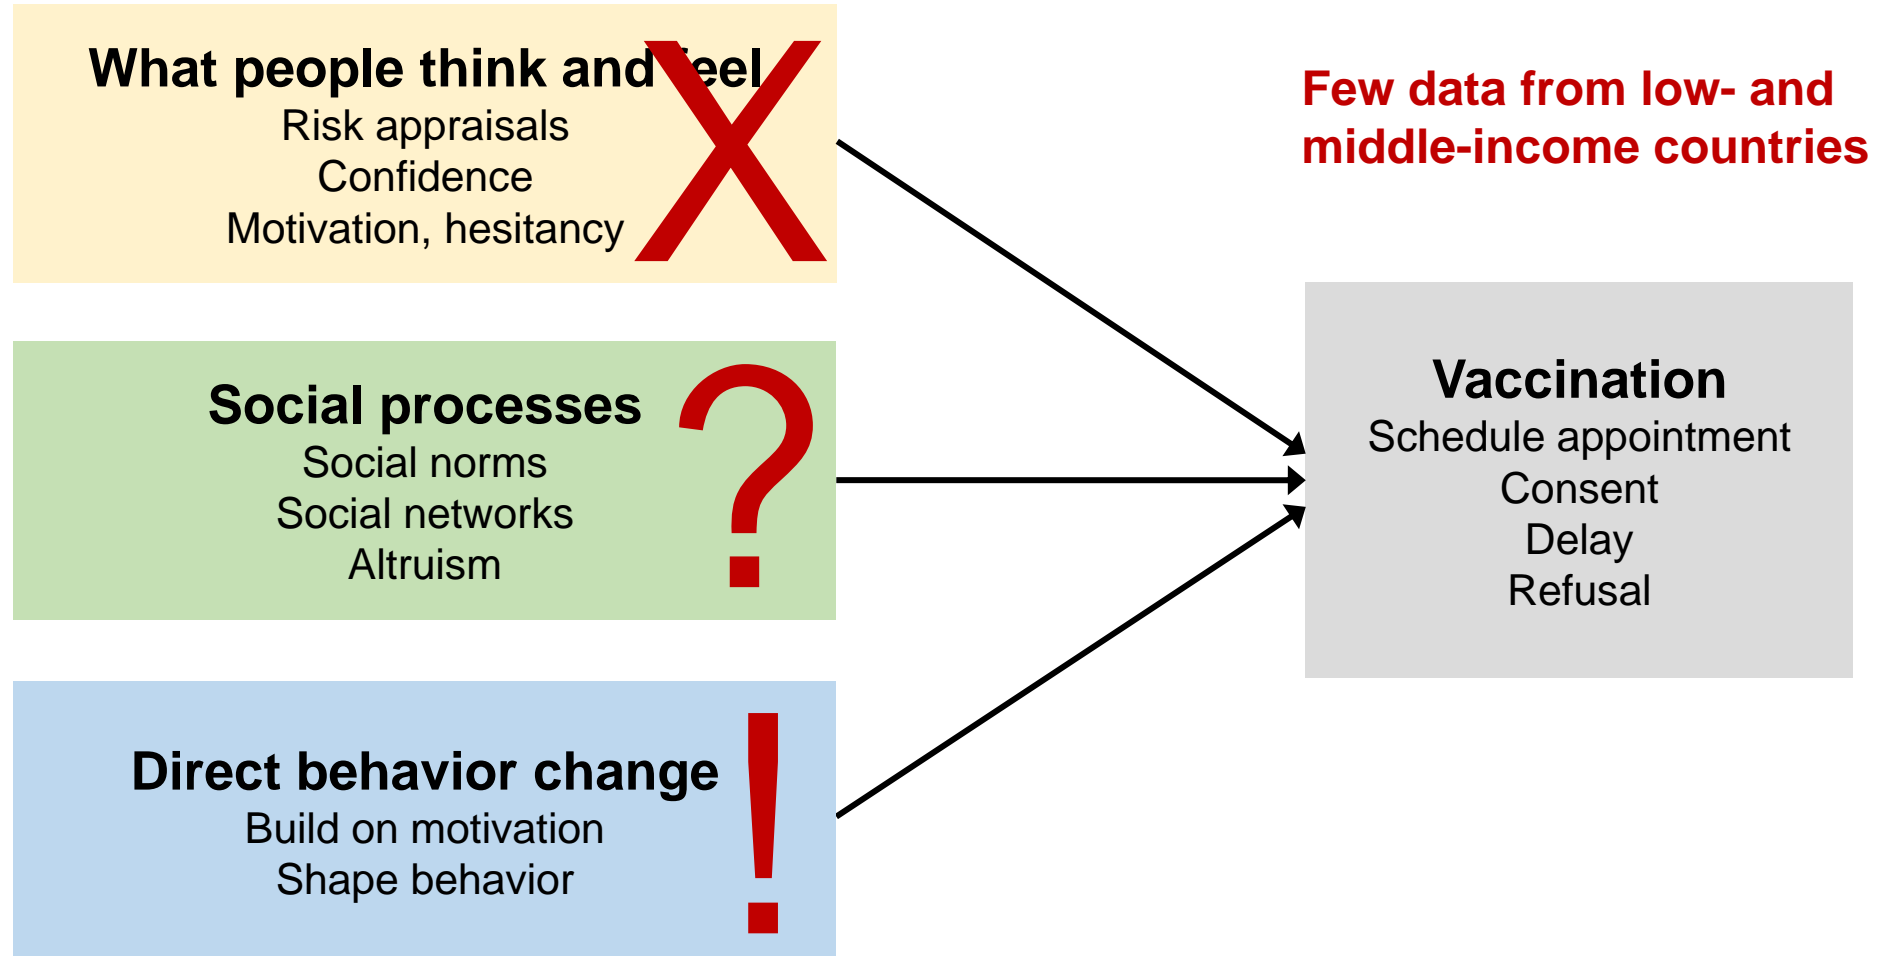 What people think and feel
Risk appraisals
Confidence
Motivation, hesitancy
X
Few data from low- and
middle-income countries
Social processes
Social norms
Social networks
Altruism
?
Vaccination
Schedule appointment
Consent
Delay
Refusal
Direct behavior change
Build on motivation
Shape behavior
!